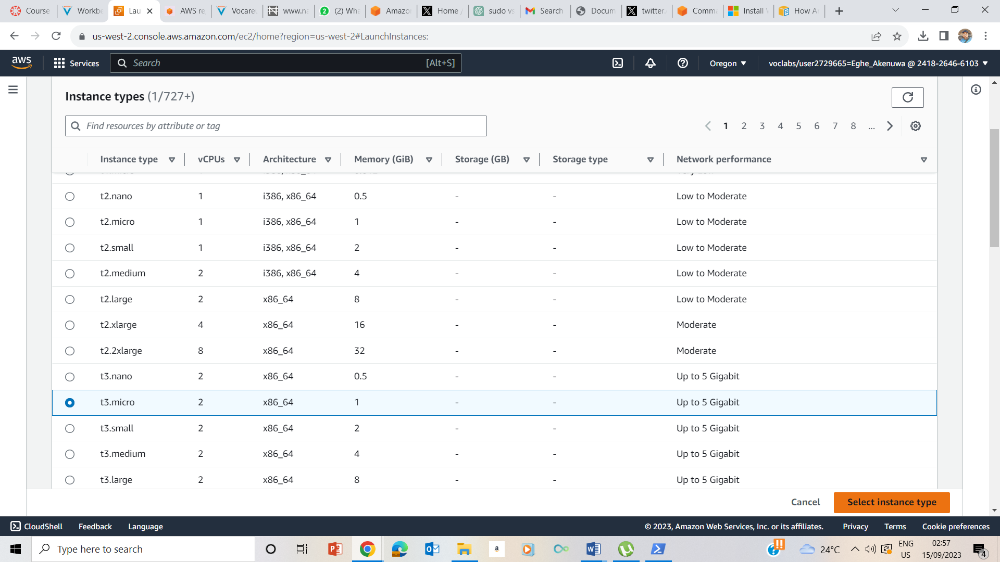 Course
Workbe
Lau
AWS re
Vocareu
www.na
(2) Wha
Amazo
Home /
sudo vs
Search
Docum
twitter.
Comma
Install
How A
us-west-2.console.aws.amazon.com/ec2/home?region=us-west-2#LaunchInstances:
aws Services Search [Alt+S] Oregon voclabs/user2729665=Eghe_Akenuwa @ 2418-2646-6103
Instance types (1/727+)
Find resources by attribute or tag 1 2 3 4 5 6 7 8 ...
Instance type vCPUs Architecture Memory (GiB) Storage (GB) Storage type Network performance
t2.nano 1 i386, x86_64 0.5 - - Low to Moderate
t2.micro 1 i386, x86_64 1 - - Low to Moderate
t2.small 1 i386, x86_64 2 - - Low to Moderate
t2.medium 2 i386, x86_64 4 - - Low to Moderate
t2.large 2 x86_64 8 - - Low to Moderate
t2.xlarge 4 x86_64 16 - - Moderate
t2.2xlarge 8 x86_64 32 - - Moderate
t3.nano 2 x86_64 0.5 - - Up to 5 Gigabit
t3.micro 2 x86_64 1 - - Up to 5 Gigabit
t3.small 2 x86_64 2 - - Up to 5 Gigabit
t3.medium 2 x86_64 4 - - Up to 5 Gigabit
t3.large 2 x86_64 8 - - Up to 5 Gigabit
Cancel Select instance type
CloudShell Feedback Language © 2023, Amazon Web Services, Inc. or its affiliates. Privacy Terms Cookie preferences
Type here to search 24°C ENG US 02:57 15/09/2023 4